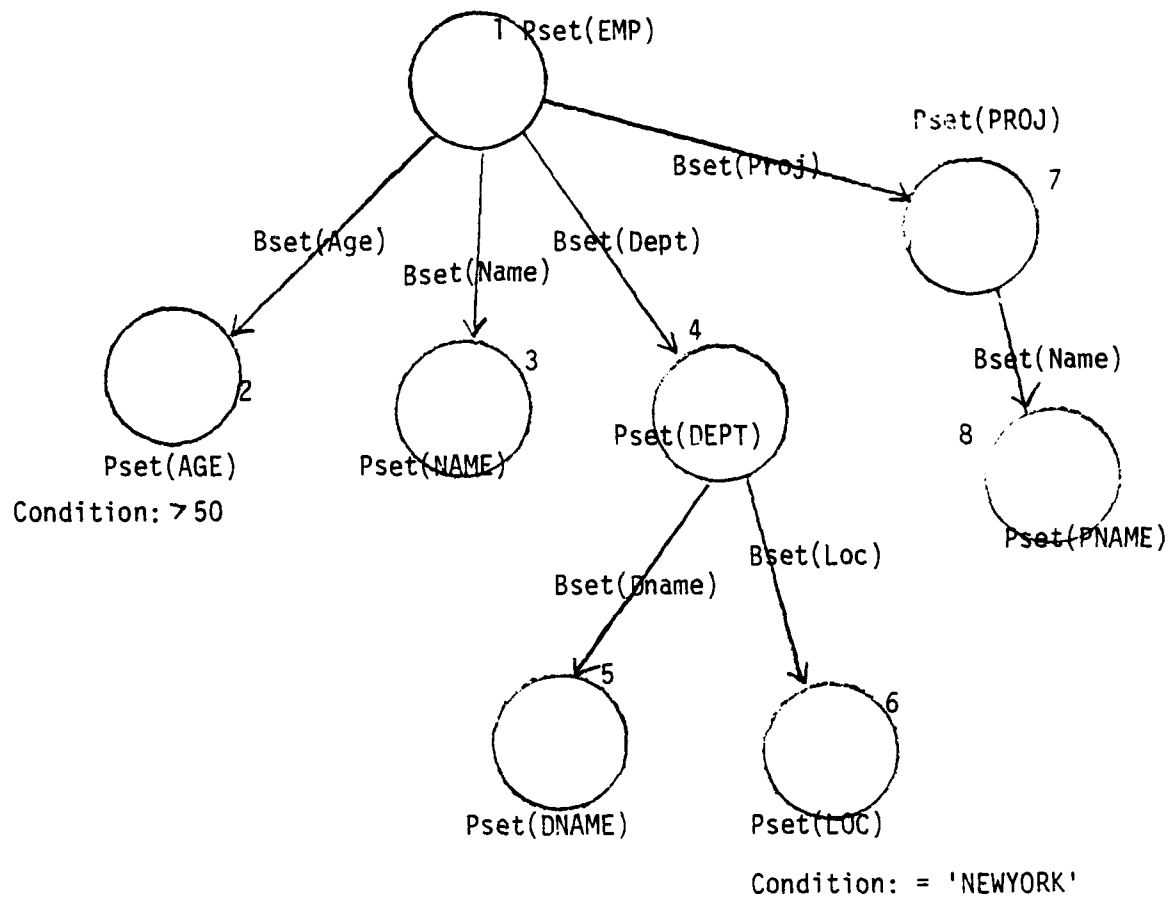 1 Pset(EMP)
Pset(PROJ)
Bset(Proj)
7
Bset(Age)
Bset(Dept)
Bset(Name)
4
3
Bset(Name)
2
8
Pset(DEPT)
Pset(AGE)
Pset(NAME)
Condition: >50
Pset(PNAME)
Bset(Loc)
Bset(Dname)
5
6
Pset(DNAME)
Pset(LOC)
Condition: = 'NEWYORK'